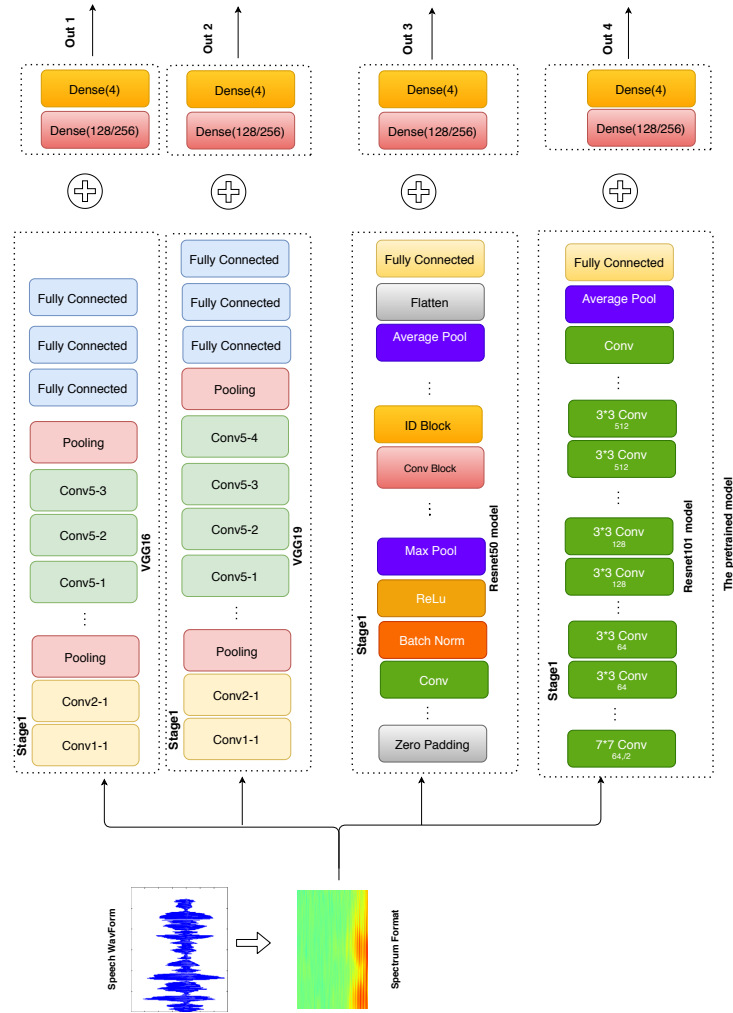 Out 1
Out 2
Out 3
Out 4
Dense(4)
Dense(4)
Dense(4)
Dense(4)
Dense(128/256)
Dense(128/256)
Dense(128/256)
Dense(128/256)
Fully Connected
Fully Connected
Fully Connected
Pooling
Conv5-3
Conv5-2
Conv5-1
Pooling
Conv2-1
Conv1-1
VGG16
Stage1
Fully Connected
Fully Connected
Fully Connected
Pooling
Conv5-4
Conv5-3
Conv5-2
Conv5-1
Pooling
Conv2-1
Conv1-1
VGG19
Stage1
Fully Connected
Flatten
Average Pool
ID Block
Conv Block
Max Pool
ReLu
Batch Norm
Conv
Zero Padding
Resnet50 model
Stage1
Fully Connected
Average Pool
Conv
3*3 Conv
512
3*3 Conv
512
3*3 Conv
128
3*3 Conv
128
3*3 Conv
64
3*3 Conv
64
7*7 Conv
64,/2
Resnet101 model
Stage1
The pretrained model
Speech WavForm
Spectrum Format